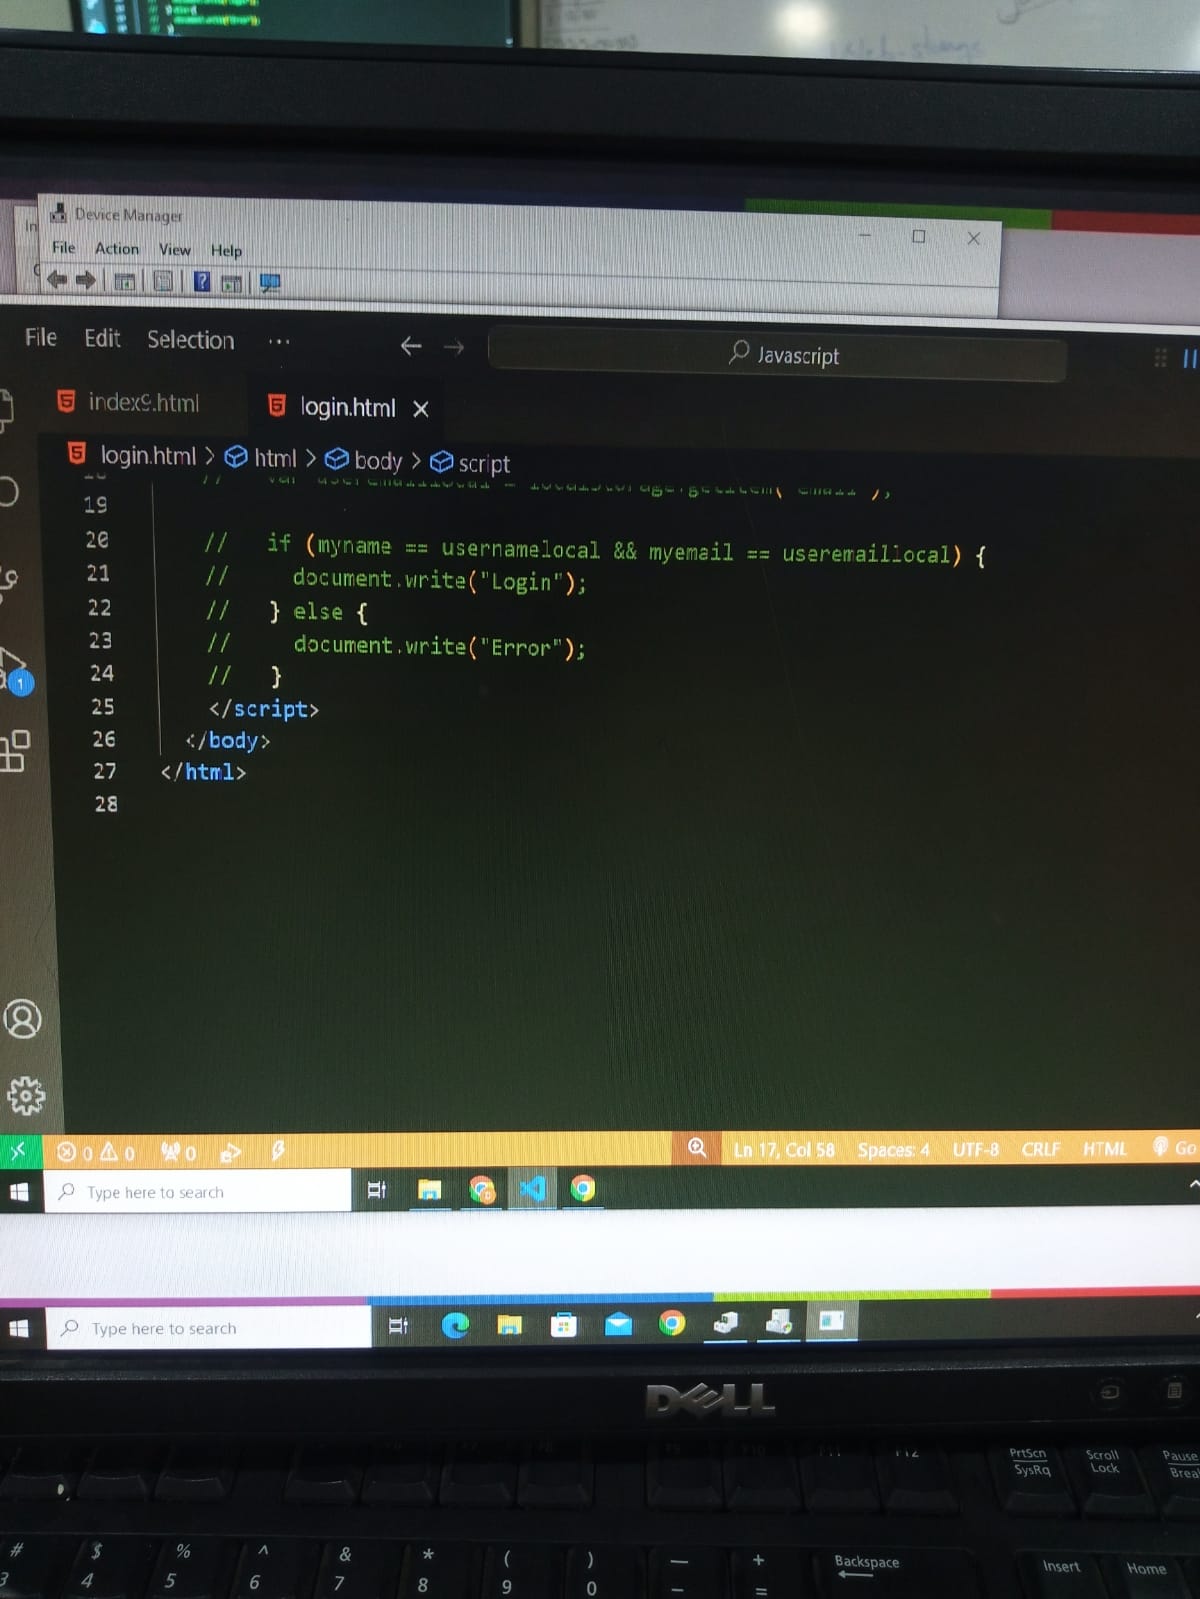 Device Manager
File Action View Help
File Edit Selection ...
Javascript
index9.html
login.html
login.html > html > body > script
19
20 // if (myname == usernamelocal && myemail == useremaillocal) {
21 // document.write("Login");
22 // } else {
23 // document.write("Error");
24 // }
25 </script>
26 </body>
27 </html>
28
1
0 0 0
Ln 17, Col 58 Spaces: 4 UTF-8 CRLF HTML Go
Type here to search
Type here to search
DELL
F12
PrtScn
SysRq
Scroll
Lock
Pause
# $ % ^ & * ( ) — +
3 4 5 6 7 8 9 0 – =
Backspace
Insert
Home